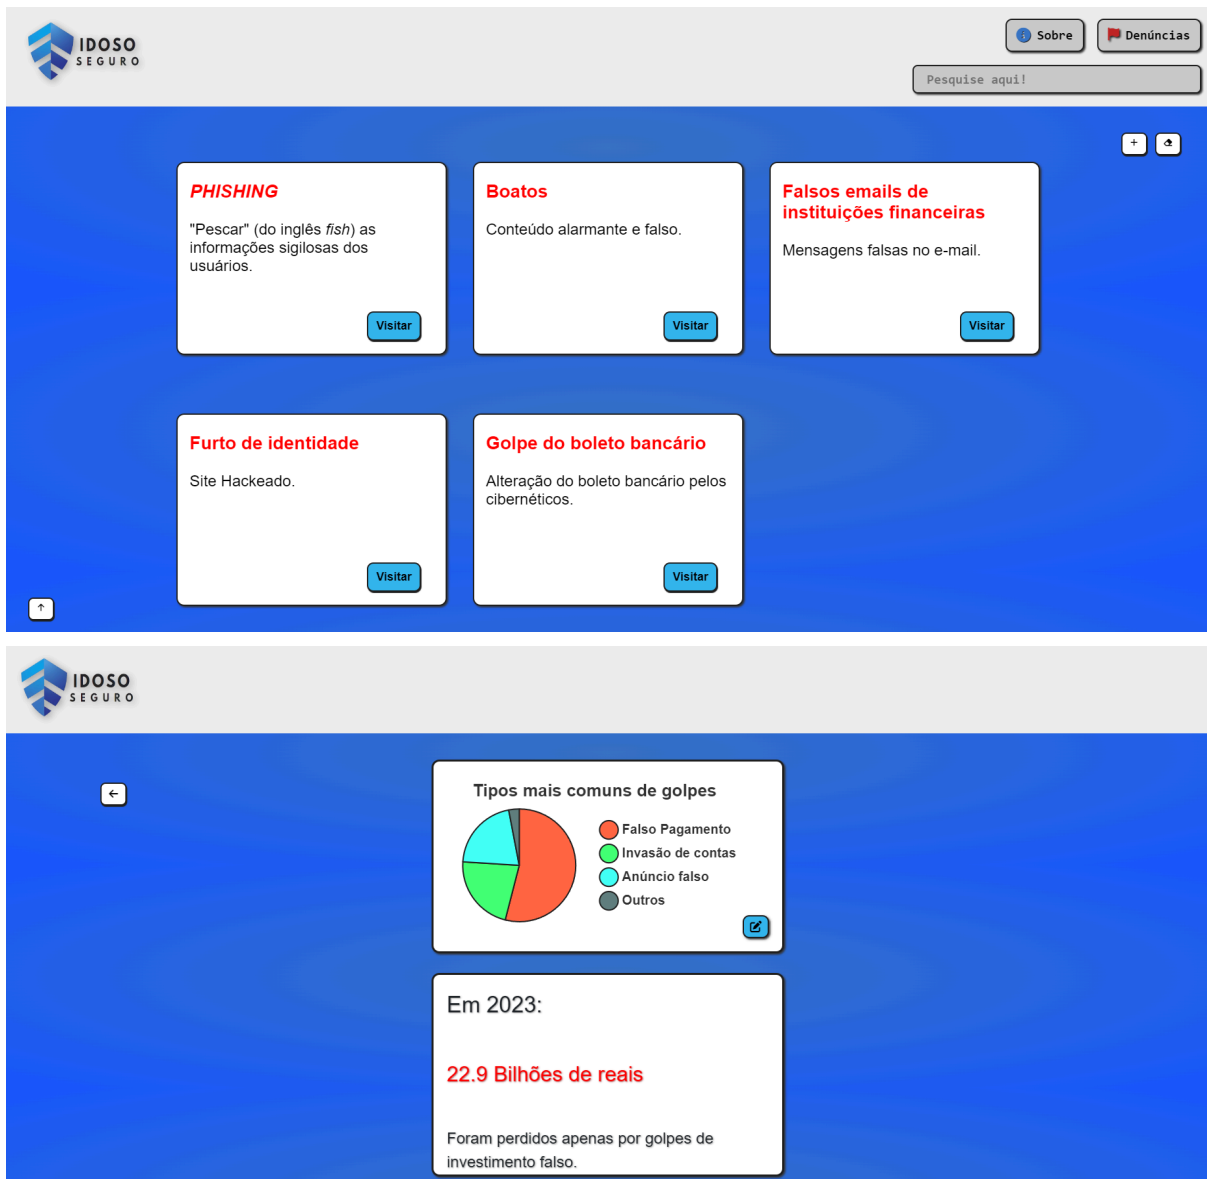 IDOSO
SEGURO
Sobre
Denúncias
Pesquise aqui!
PHISHING
"Pescar" (do inglês fish) as
informações sigilosas dos
usuários.
Visitar
Boatos
Conteúdo alarmante e falso.
Visitar
Falsos emails de
instituições financeiras
Mensagens falsas no e-mail.
Visitar
Furto de identidade
Site Hackeado.
Visitar
Golpe do boleto bancário
Alteração do boleto bancário pelos
cibernéticos.
Visitar
IDOSO
SEGURO
Tipos mais comuns de golpes
Falso Pagamento
Invasão de contas
Anúncio falso
Outros
Em 2023:
22.9 Bilhões de reais
Foram perdidos apenas por golpes de
investimento falso.